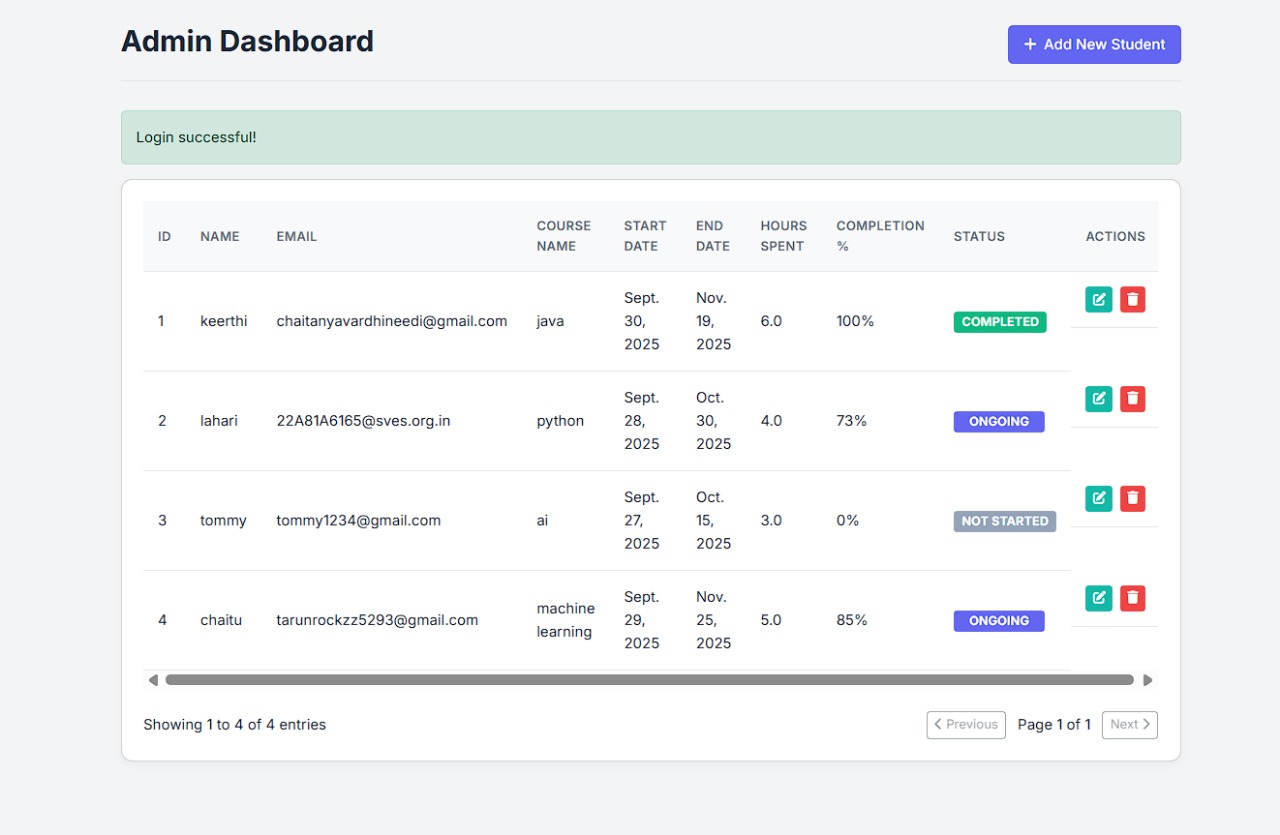 Admin Dashboard
+ Add New Student
Login successful!
ID NAME EMAIL COURSE NAME START DATE END DATE HOURS SPENT COMPLETION % STATUS ACTIONS
1 keerthi chaitanyavardhineedi@gmail.com java Sept. 30, 2025 Nov. 19, 2025 6.0 100% COMPLETED
2 lahari 22A81A6165@sves.org.in python Sept. 28, 2025 Oct. 30, 2025 4.0 73% ONGOING
3 tommy tommy1234@gmail.com ai Sept. 27, 2025 Oct. 15, 2025 3.0 0% NOT STARTED
4 chaitu tarunrockzz5293@gmail.com machine learning Sept. 29, 2025 Nov. 25, 2025 5.0 85% ONGOING
Showing 1 to 4 of 4 entries Previous Page 1 of 1 Next